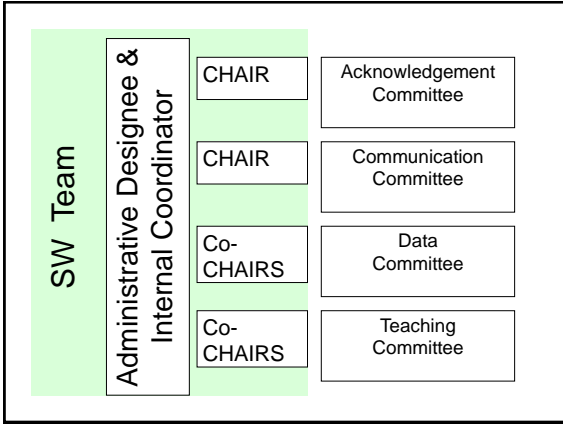 SW Team
Administrative Designee &
Internal Coordinator
CHAIR
Acknowledgement
Committee
CHAIR
Communication
Committee
Co-
CHAIRS
Data
Committee
Co-
CHAIRS
Teaching
Committee